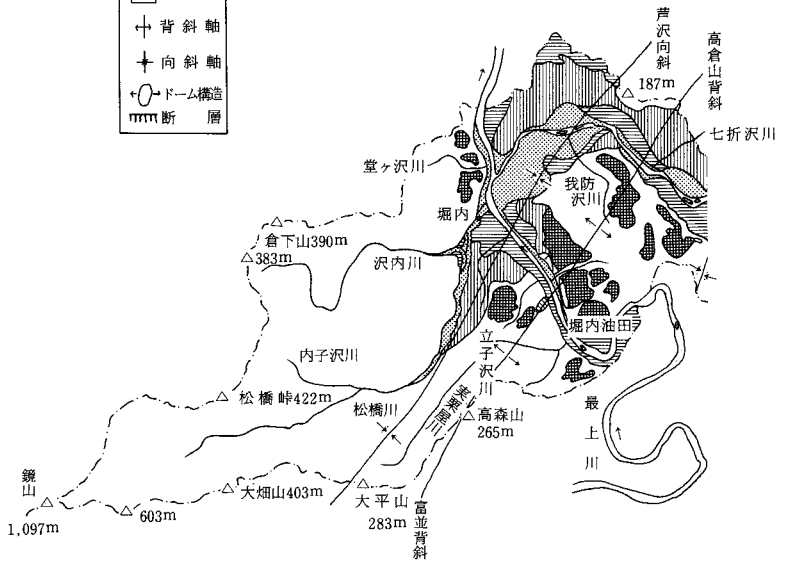 背斜軸
向斜軸
ドーム構造
断層
芦沢向斜
高倉山背斜
187m
七折沢川
堂ヶ沢川
我防
沢川
堀内
倉下山390m
383m
沢内川
堀内油田
立子沢川
内子沢川
松橋峠422m
松橋川
実栗屋川
高森山
265m
最上川
鏡山
1,097m
603m
大畑山403m
大平山
283m
富並背斜